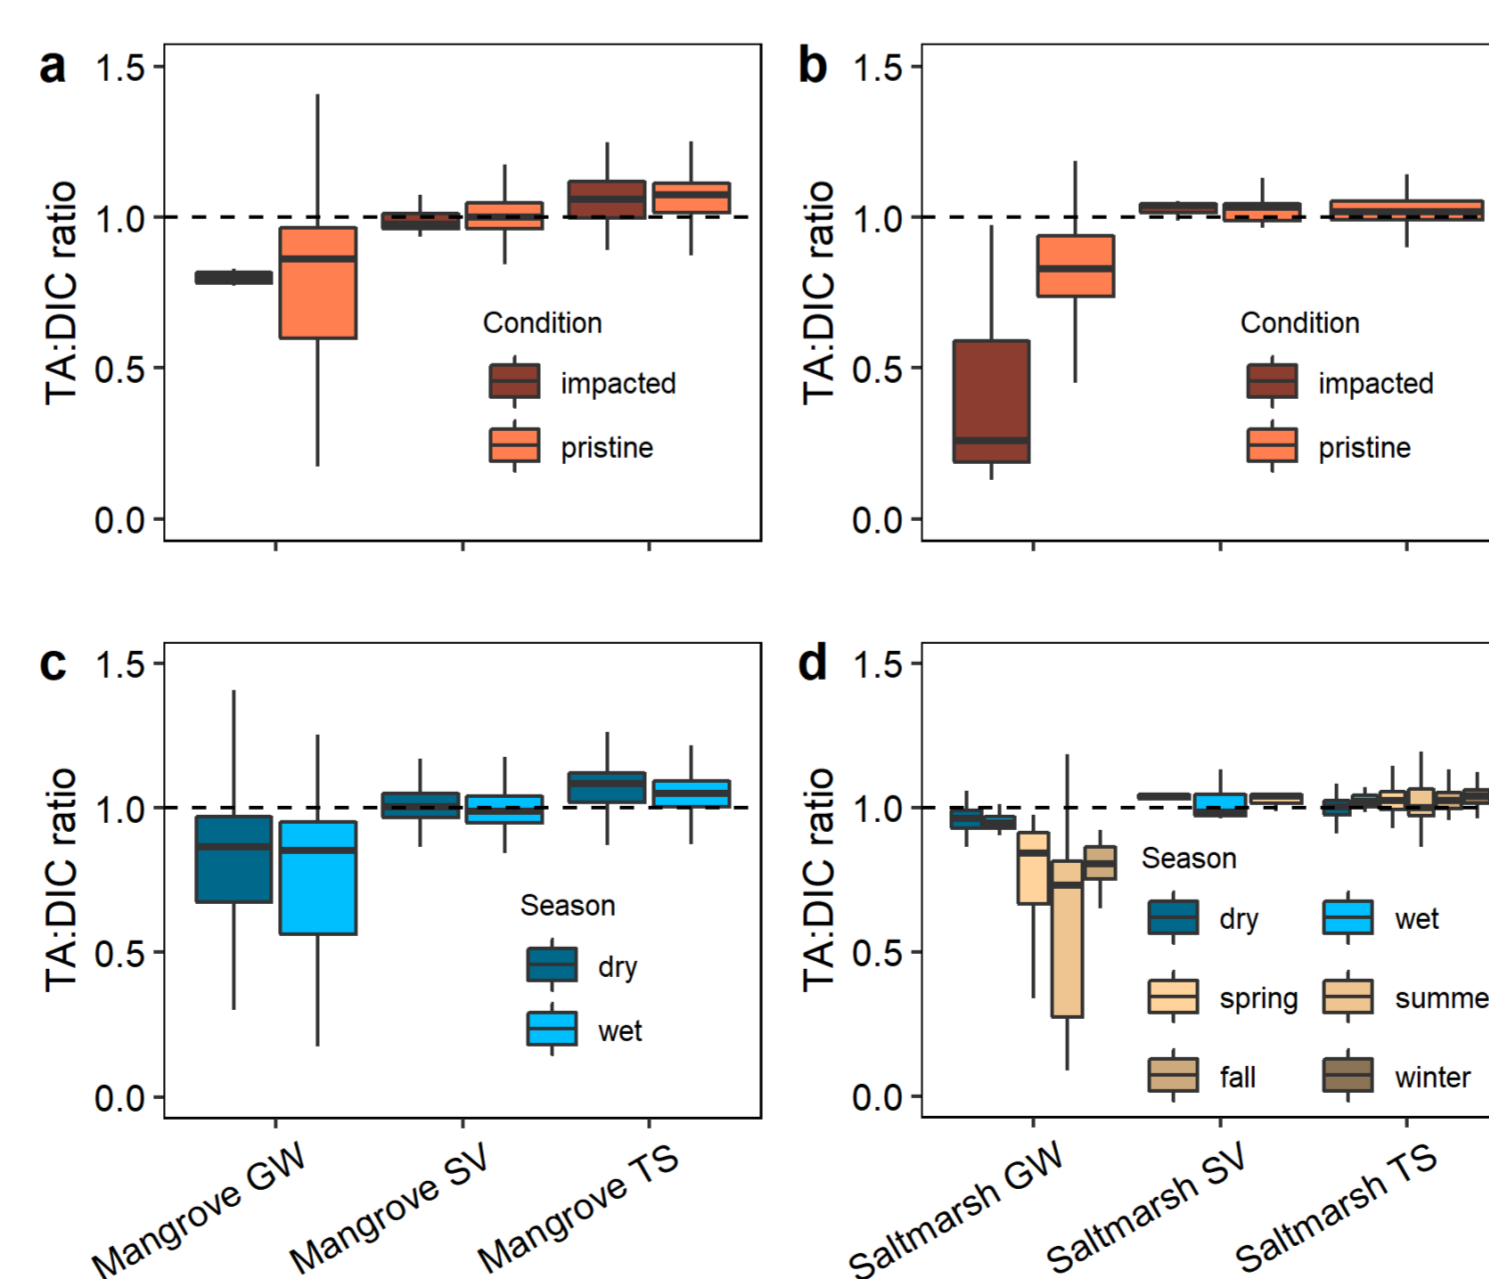 a
1.5
1.0
0.5
0.0
TA:DIC ratio
Condition
impacted
pristine
b
1.5
1.0
0.5
0.0
TA:DIC ratio
Condition
impacted
pristine
c
1.5
1.0
0.5
0.0
TA:DIC ratio
Season
dry
wet
Mangrove GW
Mangrove SV
Mangrove TS
d
1.5
1.0
0.5
0.0
TA:DIC ratio
Season
dry wet
spring summe
fall winter
Saltmarsh GW
Saltmarsh SV
Saltmarsh TS